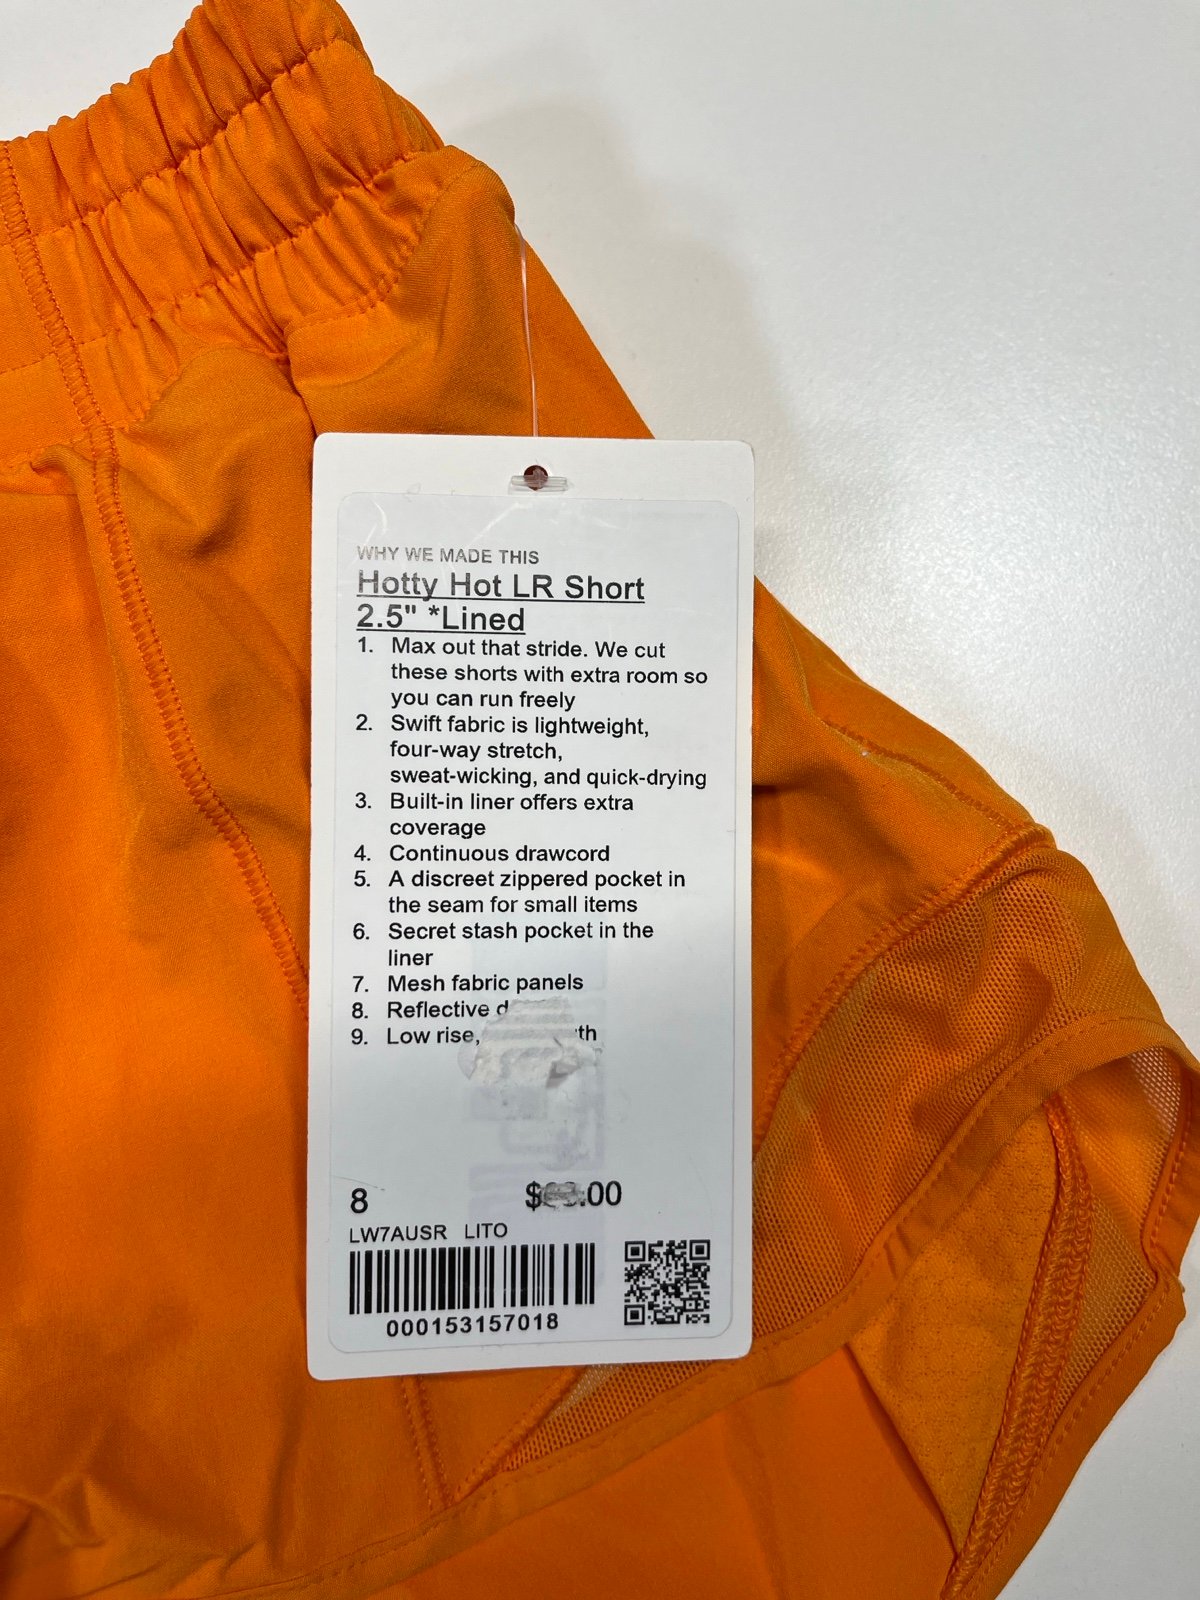 WHY WE MADE THIS
Hotty Hot LR Short
2.5" *Lined
1. Max out that stride. We cut
these shorts with extra room so
you can run freely
2. Swift fabric is lightweight,
four-way stretch,
sweat-wicking, and quick-drying
3. Built-in liner offers extra
coverage
4. Continuous drawcord
5. A discreet zippered pocket in
the seam for small items
6. Secret stash pocket in the
liner
7. Mesh fabric panels
8. Reflective
9. Low rise,
8
LW7AUSR LITO
000153157018